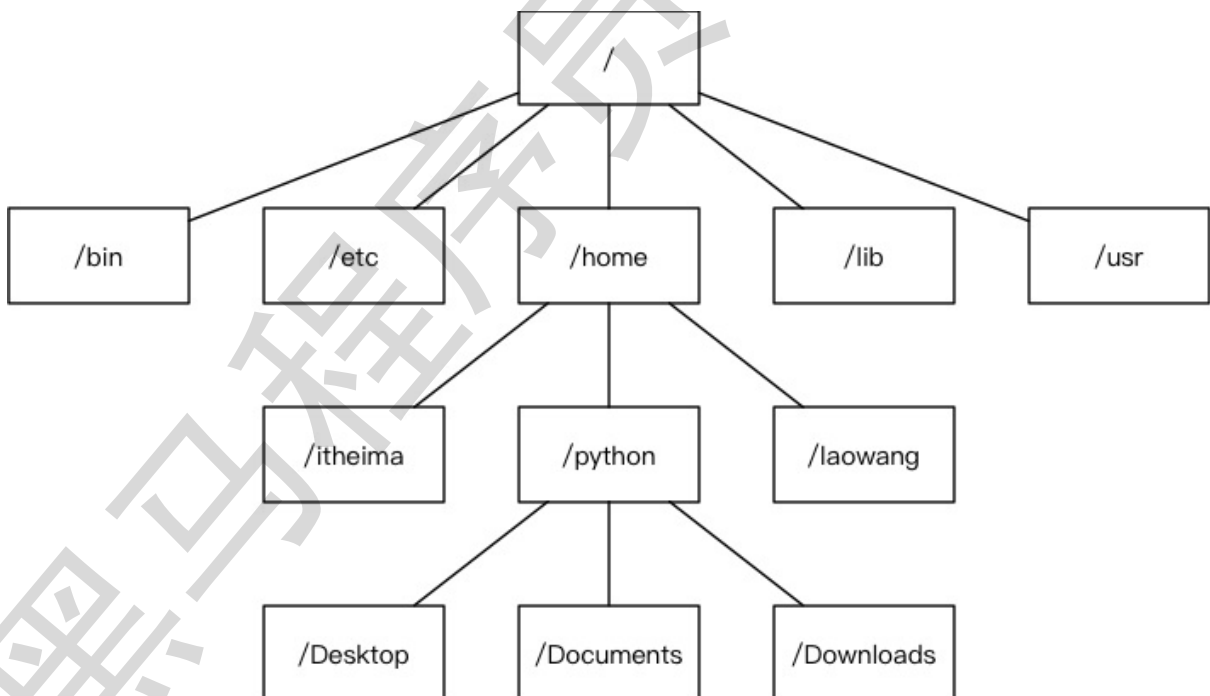 /
/bin /etc /home /lib /usr
/itheima /python /laowang
/Desktop /Documents /Downloads
黑马程序员